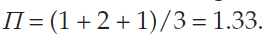 Π = (1 + 2 + 1)/3 = 1.33.